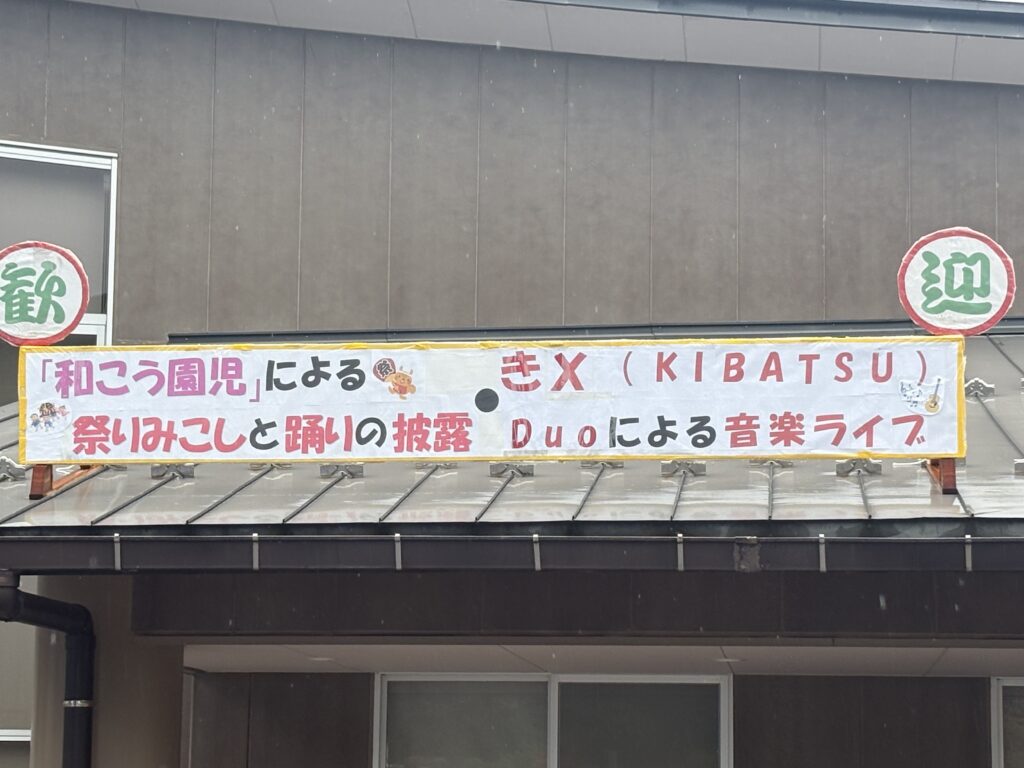 歓
迎
「和こう園児」による
祭りみこしと踊りの披露
●
き×（KIBATSU）
Duoによる音楽ライブ
祭